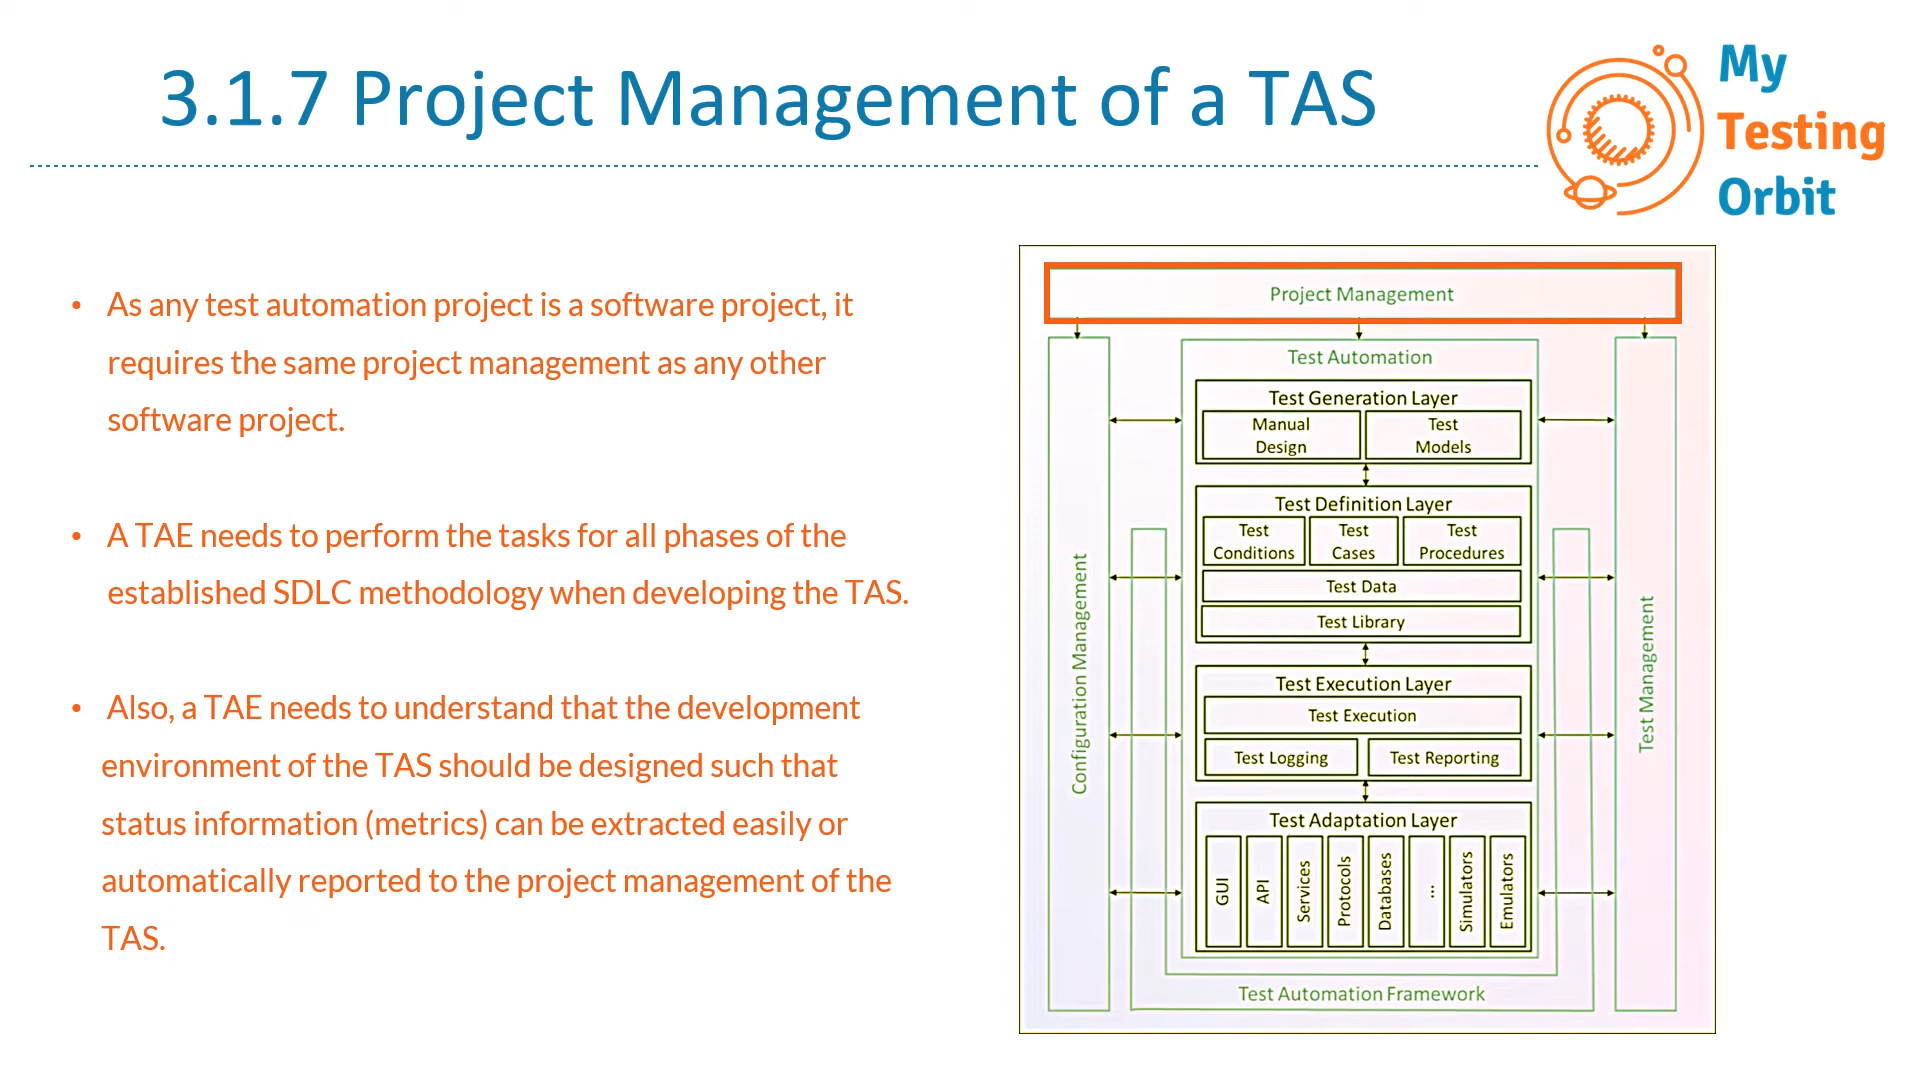 3.1.7 Project Management of a TAS
My
Testing
Orbit
• As any test automation project is a software project, it
requires the same project management as any other
software project.
• A TAE needs to perform the tasks for all phases of the
established SDLC methodology when developing the TAS.
• Also, a TAE needs to understand that the development
environment of the TAS should be designed such that
status information (metrics) can be extracted easily or
automatically reported to the project management of the
TAS.
Project Management
Configuration Management
Test Automation
Test Generation Layer
Manual
Design
Test
Models
Test Definition Layer
Test
Conditions
Test
Cases
Test
Procedures
Test Data
Test Library
Test Execution Layer
Test Execution
Test Logging
Test Reporting
Test Adaptation Layer
GUI
API
Services
Protocols
Databases
...
Simulators
Emulators
Test Automation Framework
Test Management